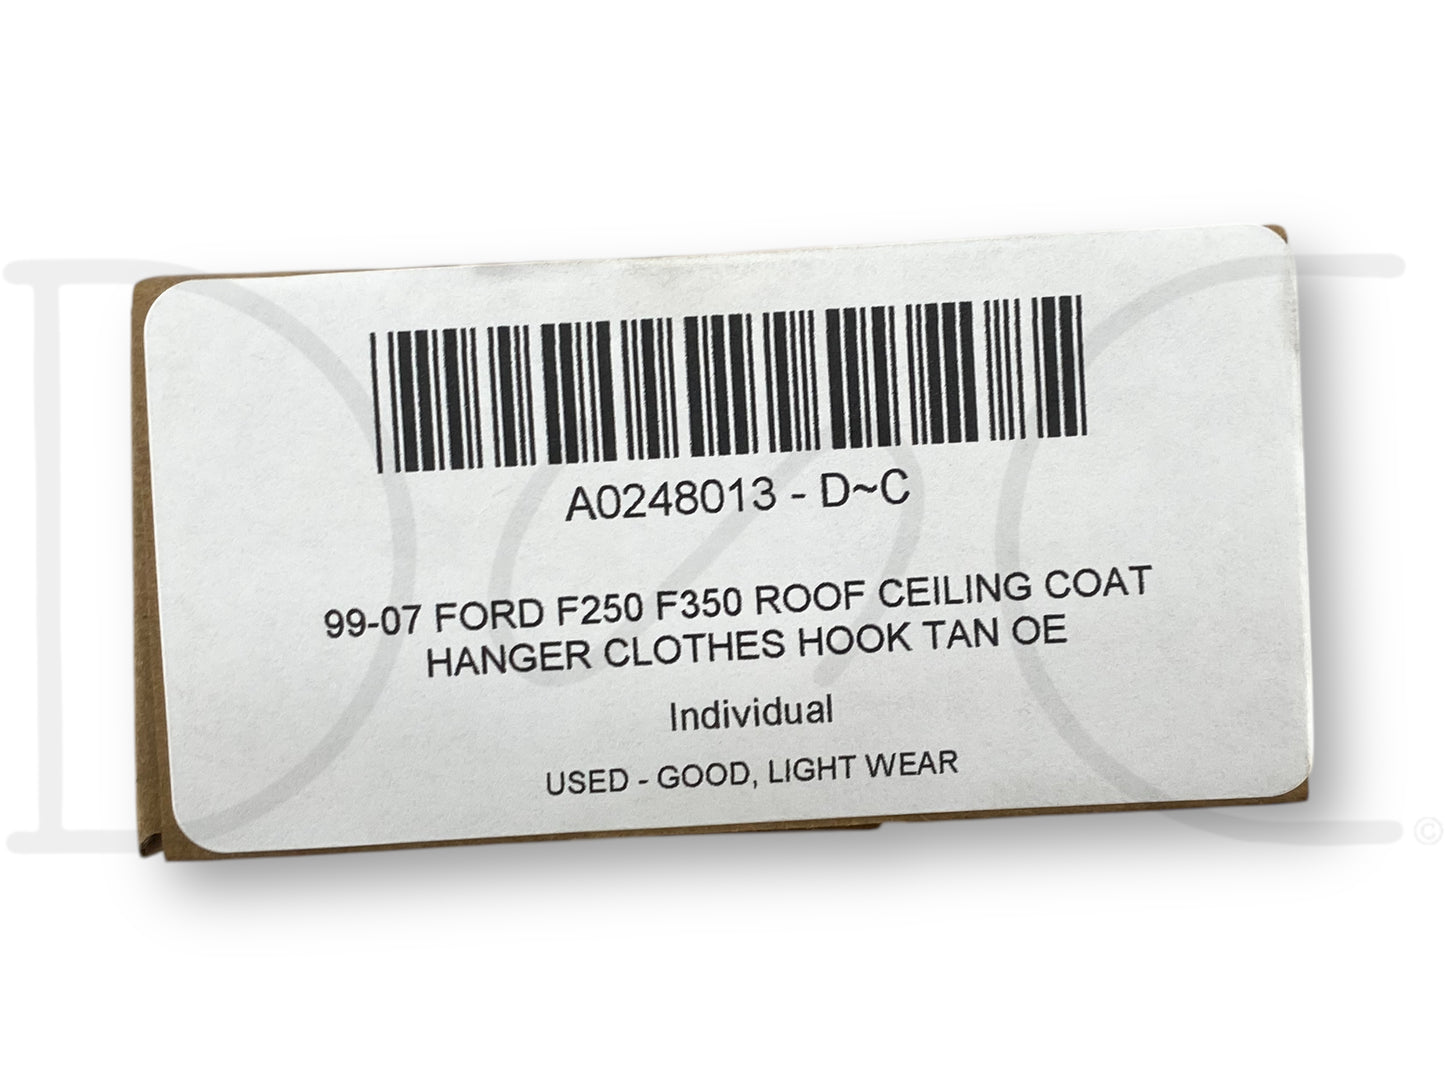 A0248013 - D~C
99-07 FORD F250 F350 ROOF CEILING COAT
HANGER CLOTHES HOOK TAN OE
Individual
USED - GOOD, LIGHT WEAR
D~C ©